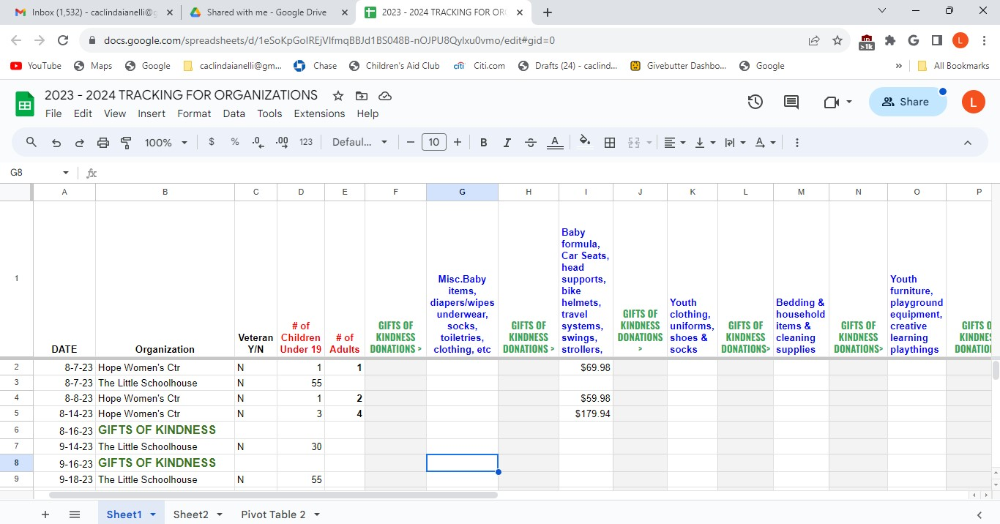 Inbox (1,532) - caclindaianelli@g
Shared with me - Google Drive
2023 - 2024 TRACKING FOR OR
docs.google.com/spreadsheets/d/1eSoKpGolREjVlfmqBBJd1BS048B-nOJPU8Qylxu0vmo/edit#gid=0
>1k
G
L
YouTube
Maps
Google
caclindaianelli@gm...
Chase
Children's Aid Club
citi Citi.com
Drafts (24) - caclind...
Givebutter Dashbo...
Google
»
All Bookmarks
2023 - 2024 TRACKING FOR ORGANIZATIONS
File Edit View Insert Format Data Tools Extensions Help
Share
L
100% $ % .0 .00 123 Defaul... − 10 + B I A
G8 fx
A B C D E F G H I J K L M N O P
1
DATE
Organization
Veteran
Y/N
# of
Children
Under 19
# of
Adults
GIFTS OF
KINDNESS
DONATIONS >
Misc.Baby
items,
diapers/wipes
underwear,
socks,
toiletries,
clothing, etc
GIFTS OF
KINDNESS
DONATIONS >
Baby
formula,
Car Seats,
head
supports,
bike
helmets,
travel
systems,
swings,
strollers,
GIFTS OF
KINDNESS
DONATIONS
>
Youth
clothing,
uniforms,
shoes &
socks
GIFTS OF
KINDNESS
DONATIONS>
Bedding &
household
items &
cleaning
supplies
GIFTS OF
KINDNESS
DONATIONS>
Youth
furniture,
playground
equipment,
creative
learning
playthings
GIFTS O
KINDNES
DONATIO
2 8-7-23 Hope Women's Ctr N 1 1 $69.98
3 8-7-23 The Little Schoolhouse N 55
4 8-8-23 Hope Women's Ctr N 1 2 $59.98
5 8-14-23 Hope Women's Ctr N 3 4 $179.94
6 8-16-23 GIFTS OF KINDNESS
7 9-14-23 The Little Schoolhouse N 30
8 9-16-23 GIFTS OF KINDNESS
9 9-18-23 The Little Schoolhouse N 55
Sheet1 Sheet2 Pivot Table 2